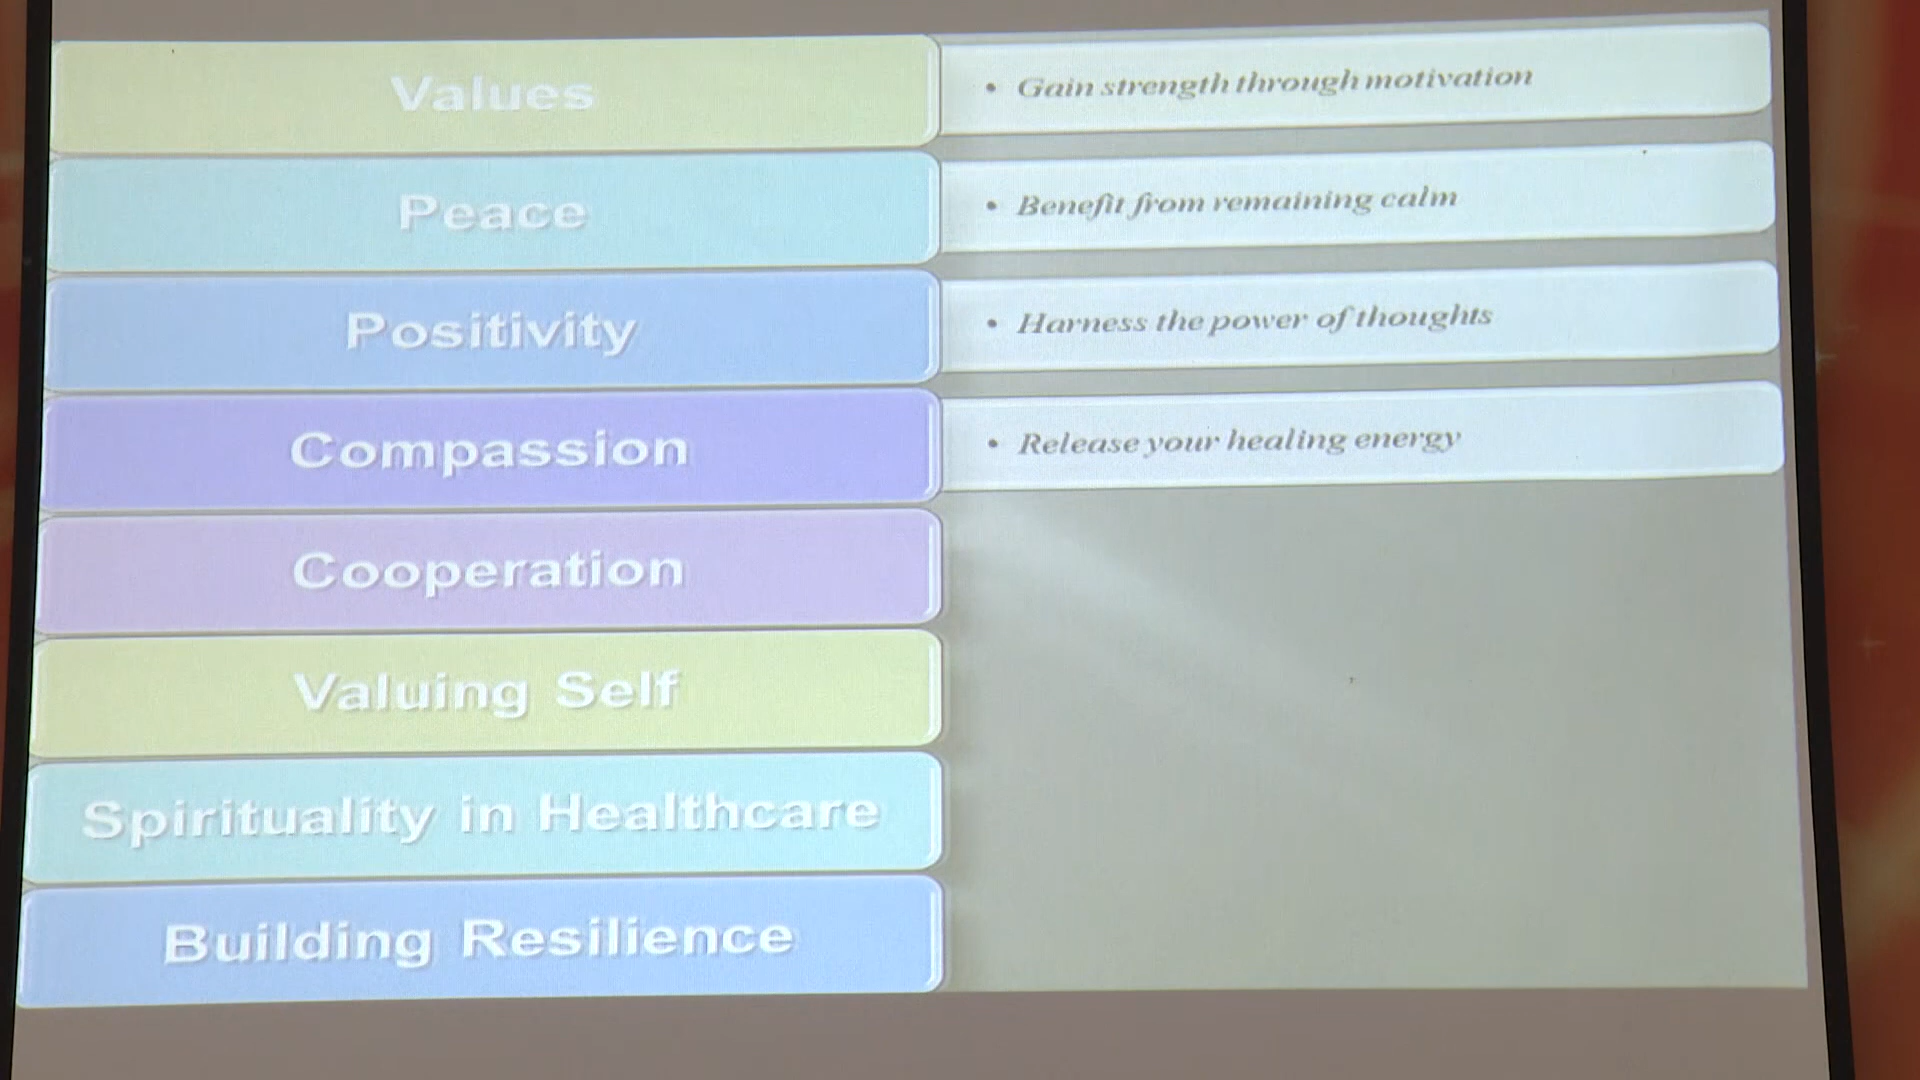 Values
• Gain strength through motivation
Peace
• Benefit from remaining calm
Positivity
• Harness the power of thoughts
Compassion
• Release your healing energy
Cooperation
Valuing Self
Spirituality in Healthcare
Building Resilience